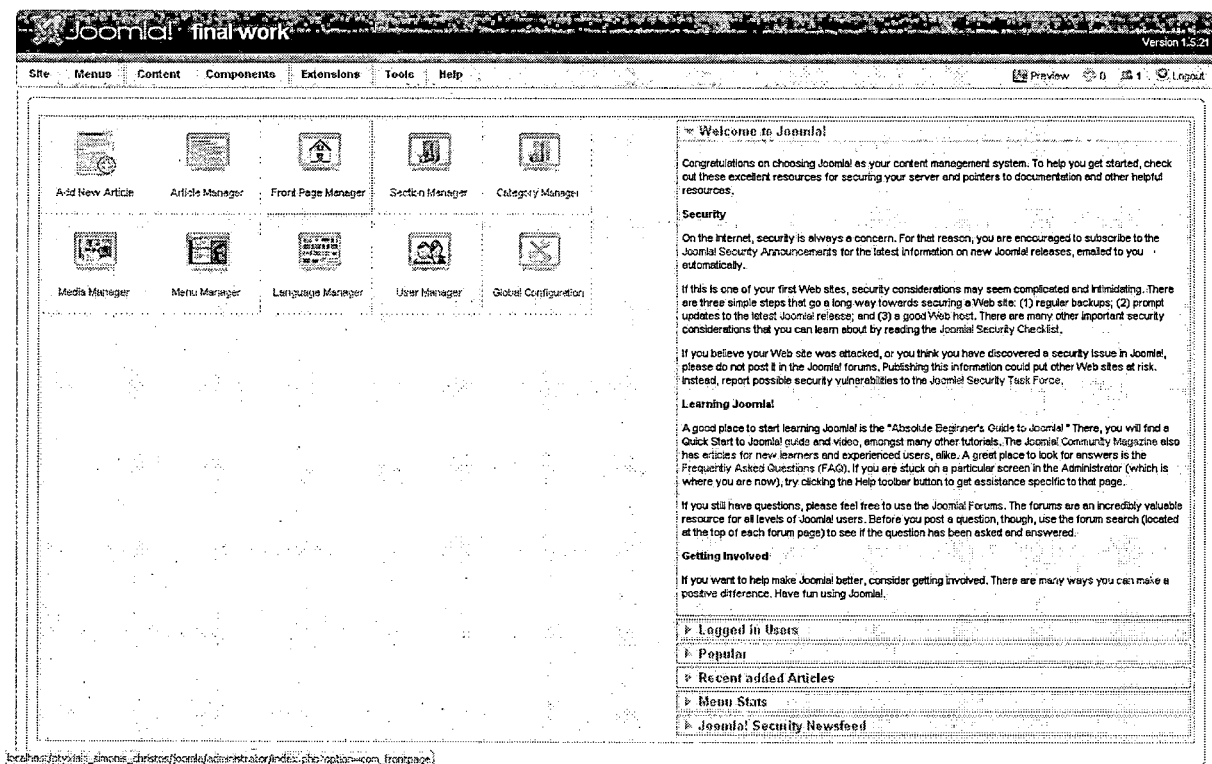 Joomla! final work
Version 1.5.21
Site Menus Content Components Extensions Tools Help
Preview 0 1 Logout
Add New Article Article Manager Front Page Manager Section Manager Category Manager
Media Manager Menu Manager Language Manager User Manager Global Configuration
Welcome to Joomla!
Congratulations on choosing Joomla! as your content management system. To help you get started, check
out these excellent resources for securing your server and pointers to documentation and other helpful
resources.
Security
On the Internet, security is always a concern. For that reason, you are encouraged to subscribe to the
Joomla! Security Announcements for the latest information on new Joomla! releases, emailed to you
automatically.
If this is one of your first Web sites, security considerations may seem complicated and intimidating. There
are three simple steps that go a long way towards securing a Web site: (1) regular backups; (2) prompt
updates to the latest Joomla! release; and (3) a good Web host. There are many other important security
considerations that you can learn about by reading the Joomla! Security Checklist.
If you believe your Web site was attacked, or you think you have discovered a security issue in Joomla!,
please do not post it in the Joomla! forums. Publishing this information could put other Web sites at risk.
Instead, report possible security vulnerabilities to the Joomla! Security Task Force.
Learning Joomla!
A good place to start learning Joomla! is the "Absolute Beginner's Guide to Joomla!" There, you will find a
Quick Start to Joomla! guide and video, amongst many other tutorials. The Joomla! Community Magazine also
has articles for new learners and experienced users, alike. A great place to look for answers is the
Frequently Asked Questions (FAQ). If you are stuck on a particular screen in the Administrator (which is
where you are now), try clicking the Help toolbar button to get assistance specific to that page.
If you still have questions, please feel free to use the Joomla! Forums. The forums are an incredibly valuable
resource for all levels of Joomla! users. Before you post a question, though, use the forum search (located
at the top of each forum page) to see if the question has been asked and answered.
Getting Involved
If you want to help make Joomla! better, consider getting involved. There are many ways you can make a
positive difference. Have fun using Joomla!.
Logged in Users
Popular
Recent added Articles
Menu Stats
Joomla! Security Newsfeed